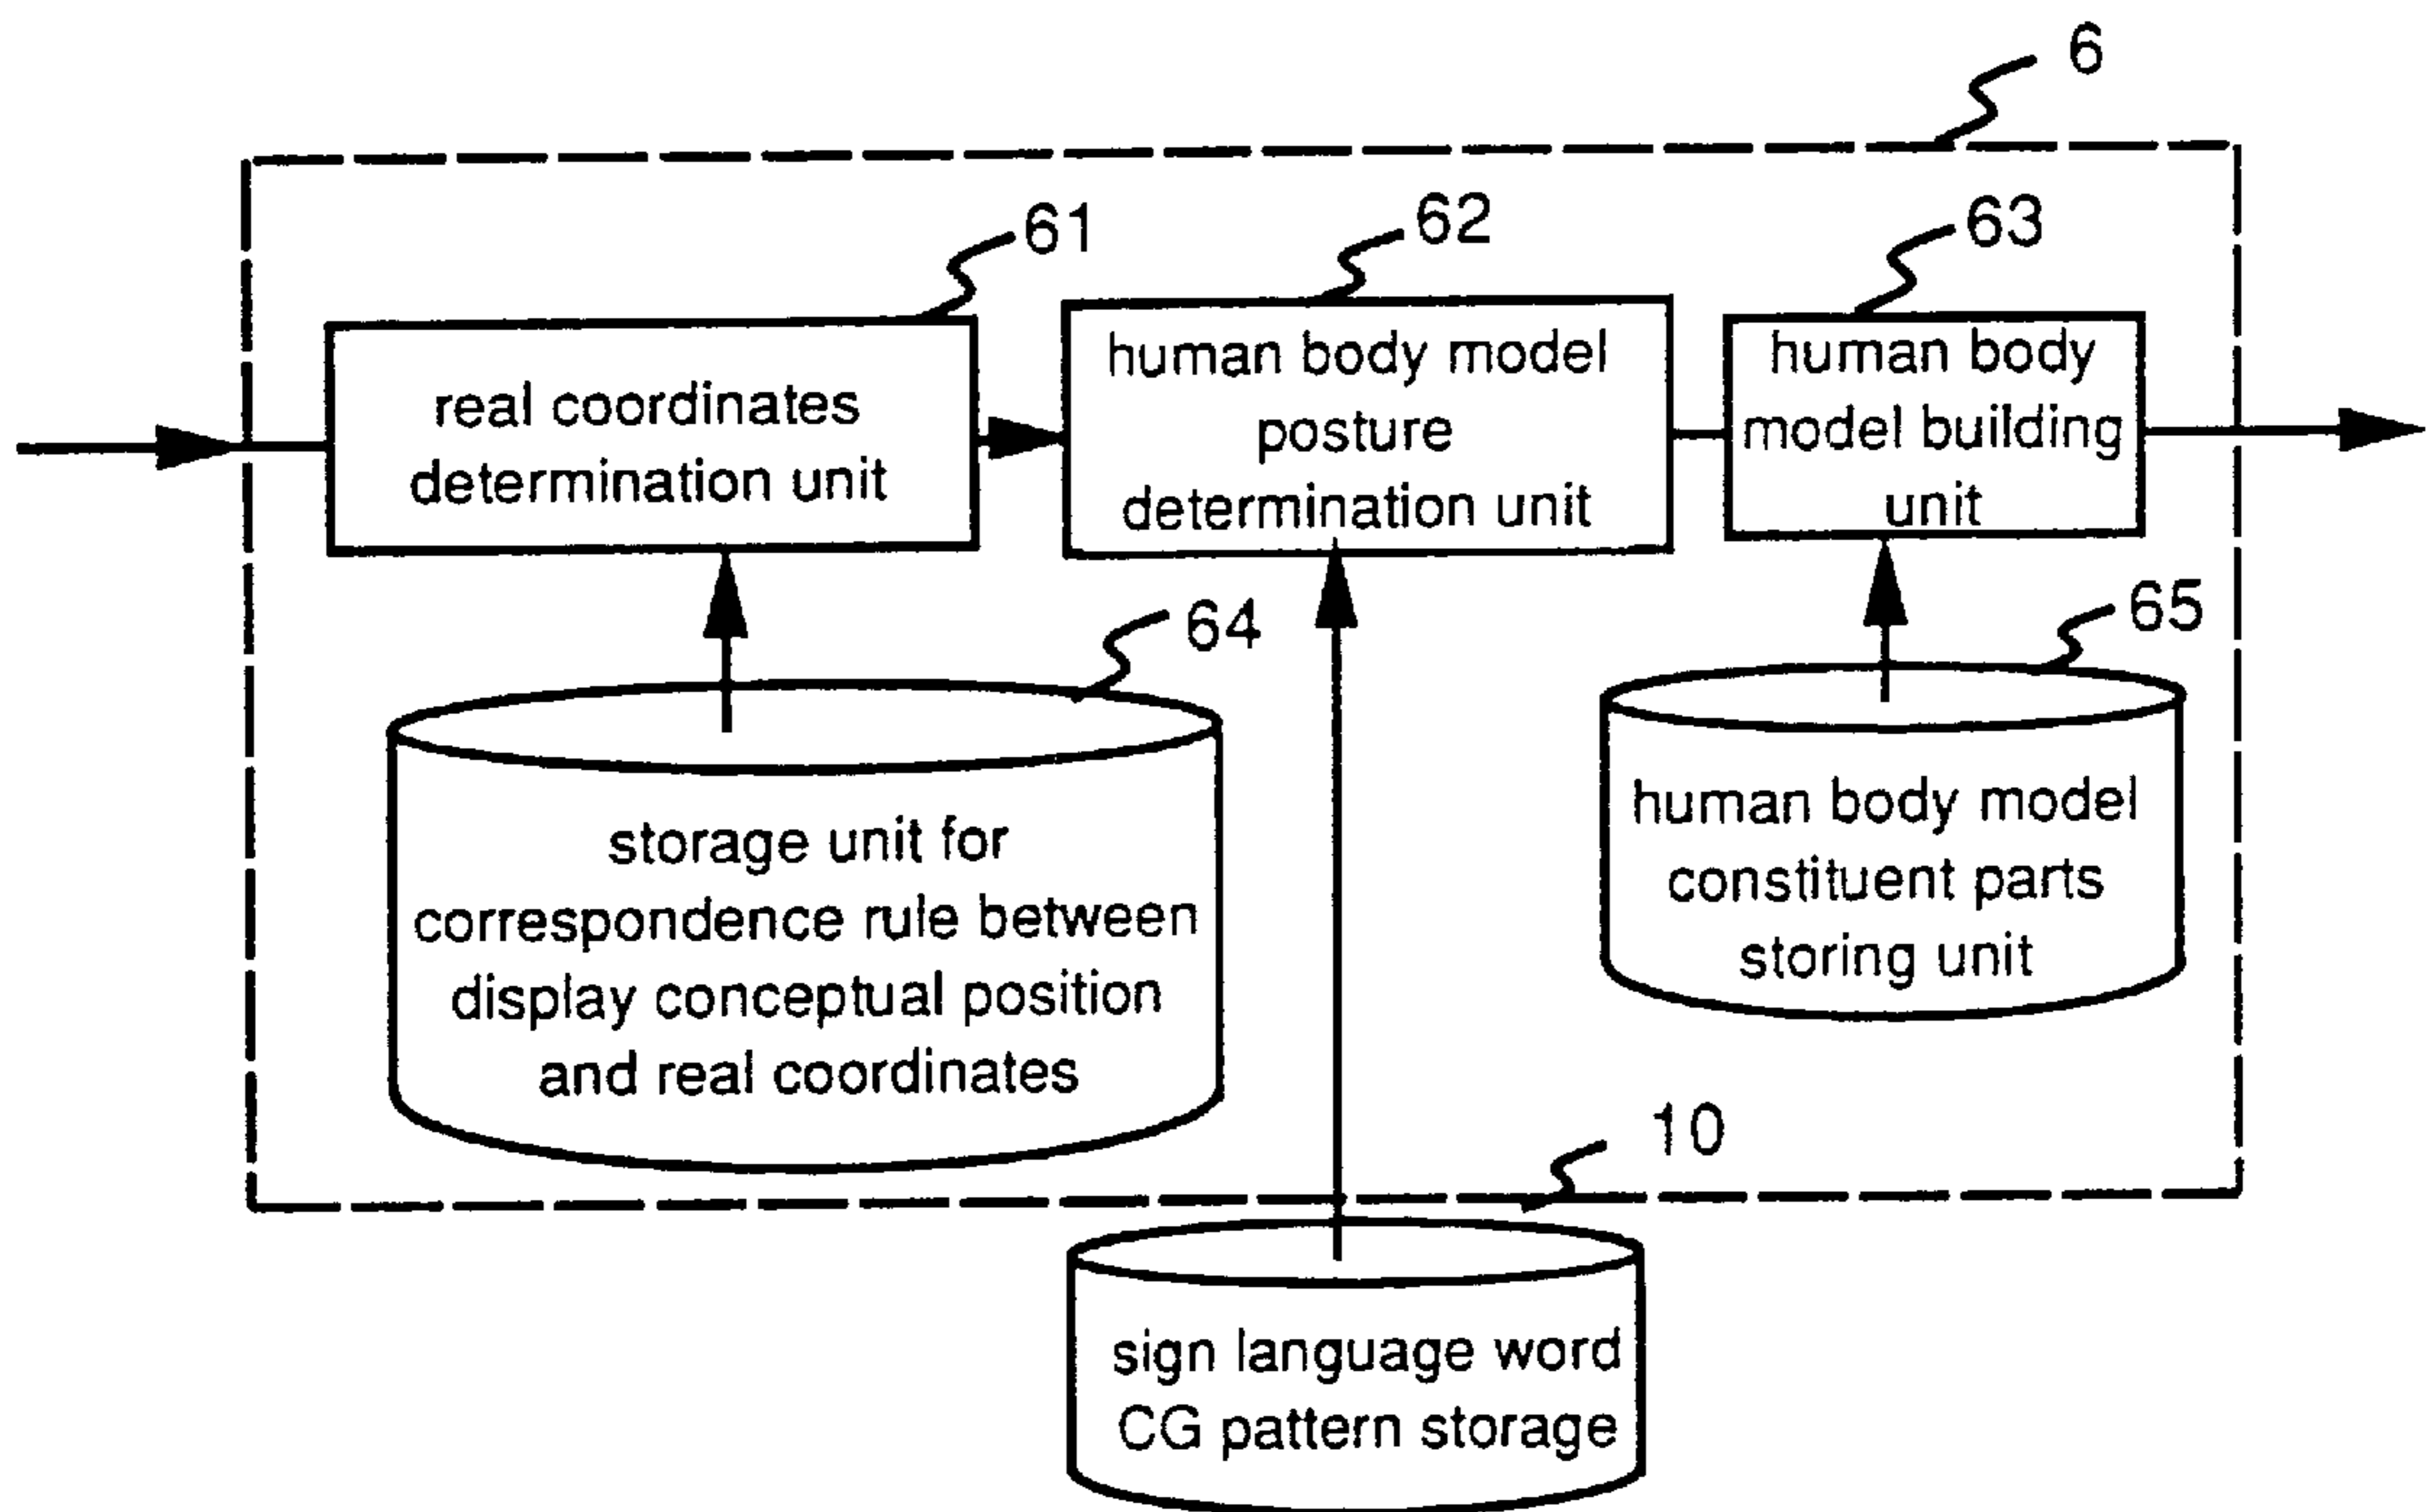 6
61
62
63
real coordinates
determination unit
human body model
posture
determination unit
human body
model building
unit
64
65
storage unit for
correspondence rule between
display conceptual position
and real coordinates
human body model
constituent parts
storing unit
10
sign language word
CG pattern storage